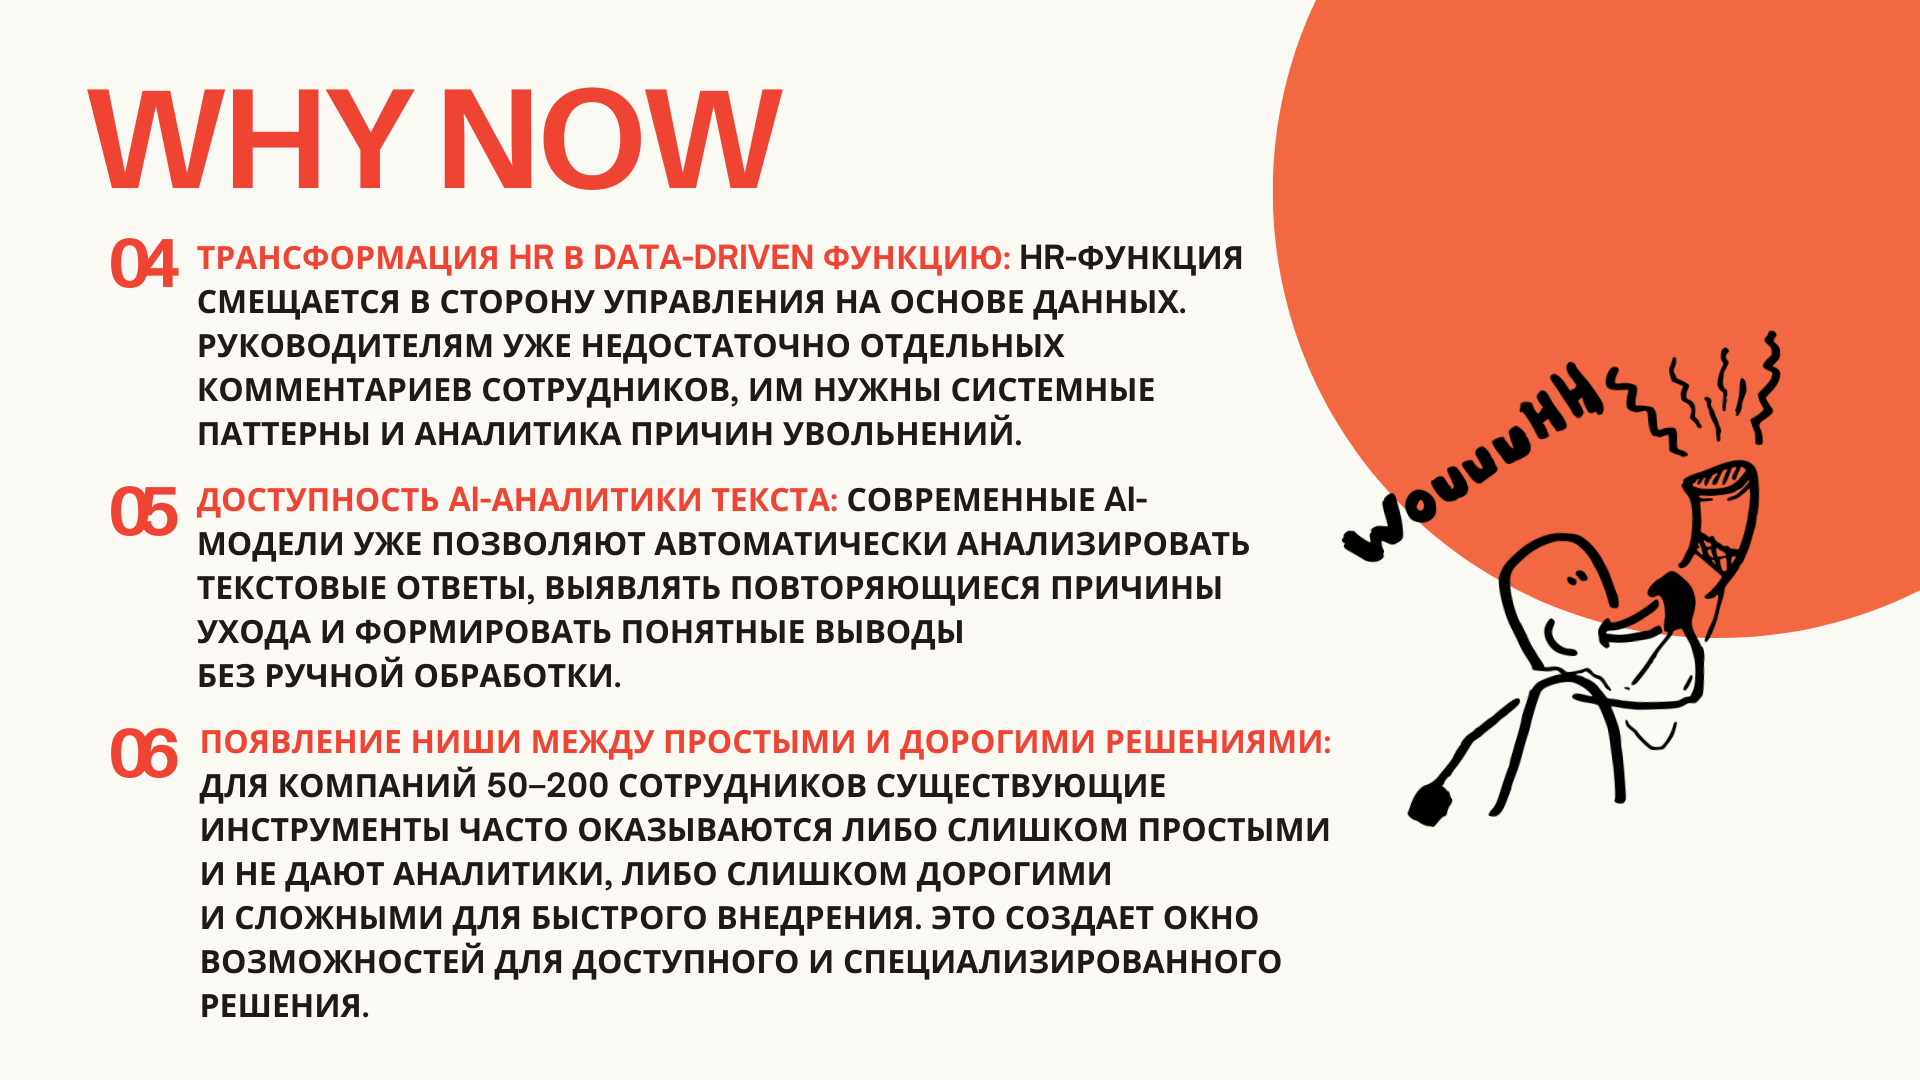 WHY NOW
04
ТРАНСФОРМАЦИЯ HR В DATA-DRIVEN ФУНКЦИЮ: HR-ФУНКЦИЯ
СМЕЩАЕТСЯ В СТОРОНУ УПРАВЛЕНИЯ НА ОСНОВЕ ДАННЫХ.
РУКОВОДИТЕЛЯМ УЖЕ НЕДОСТАТОЧНО ОТДЕЛЬНЫХ
КОММЕНТАРИЕВ СОТРУДНИКОВ, ИМ НУЖНЫ СИСТЕМНЫЕ
ПАТТЕРНЫ И АНАЛИТИКА ПРИЧИН УВОЛЬНЕНИЙ.
05
ДОСТУПНОСТЬ AI-АНАЛИТИКИ ТЕКСТА: СОВРЕМЕННЫЕ AI-
МОДЕЛИ УЖЕ ПОЗВОЛЯЮТ АВТОМАТИЧЕСКИ АНАЛИЗИРОВАТЬ
ТЕКСТОВЫЕ ОТВЕТЫ, ВЫЯВЛЯТЬ ПОВТОРЯЮЩИЕСЯ ПРИЧИНЫ
УХОДА И ФОРМИРОВАТЬ ПОНЯТНЫЕ ВЫВОДЫ
БЕЗ РУЧНОЙ ОБРАБОТКИ.
06
ПОЯВЛЕНИЕ НИШИ МЕЖДУ ПРОСТЫМИ И ДОРОГИМИ РЕШЕНИЯМИ:
ДЛЯ КОМПАНИЙ 50–200 СОТРУДНИКОВ СУЩЕСТВУЮЩИЕ
ИНСТРУМЕНТЫ ЧАСТО ОКАЗЫВАЮТСЯ ЛИБО СЛИШКОМ ПРОСТЫМИ
И НЕ ДАЮТ АНАЛИТИКИ, ЛИБО СЛИШКОМ ДОРОГИМИ
И СЛОЖНЫМИ ДЛЯ БЫСТРОГО ВНЕДРЕНИЯ. ЭТО СОЗДАЕТ ОКНО
ВОЗМОЖНОСТЕЙ ДЛЯ ДОСТУПНОГО И СПЕЦИАЛИЗИРОВАННОГО
РЕШЕНИЯ.
WouuuHH